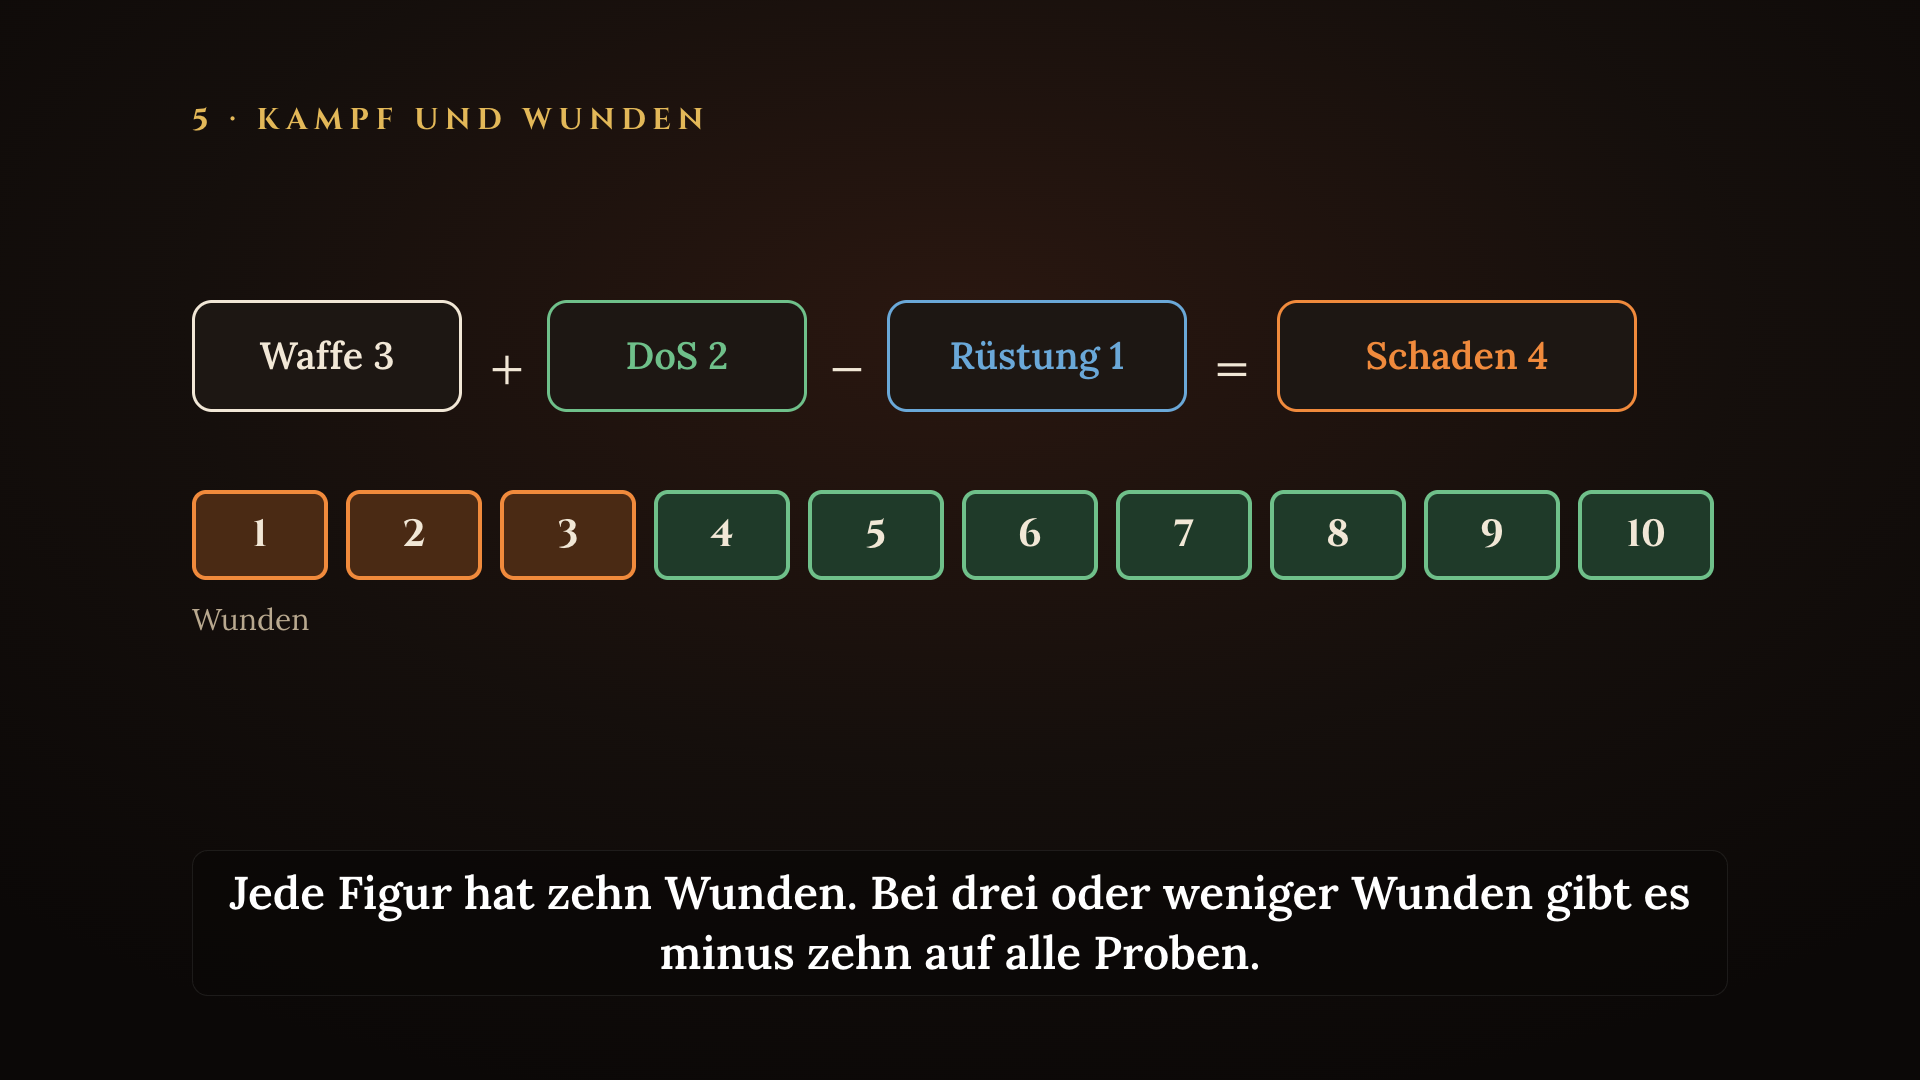 5 · KAMPF UND WUNDEN
Waffe 3 + DoS 2 − Rüstung 1 = Schaden 4
1 2 3 4 5 6 7 8 9 10
Wunden
Jede Figur hat zehn Wunden. Bei drei oder weniger Wunden gibt es
minus zehn auf alle Proben.